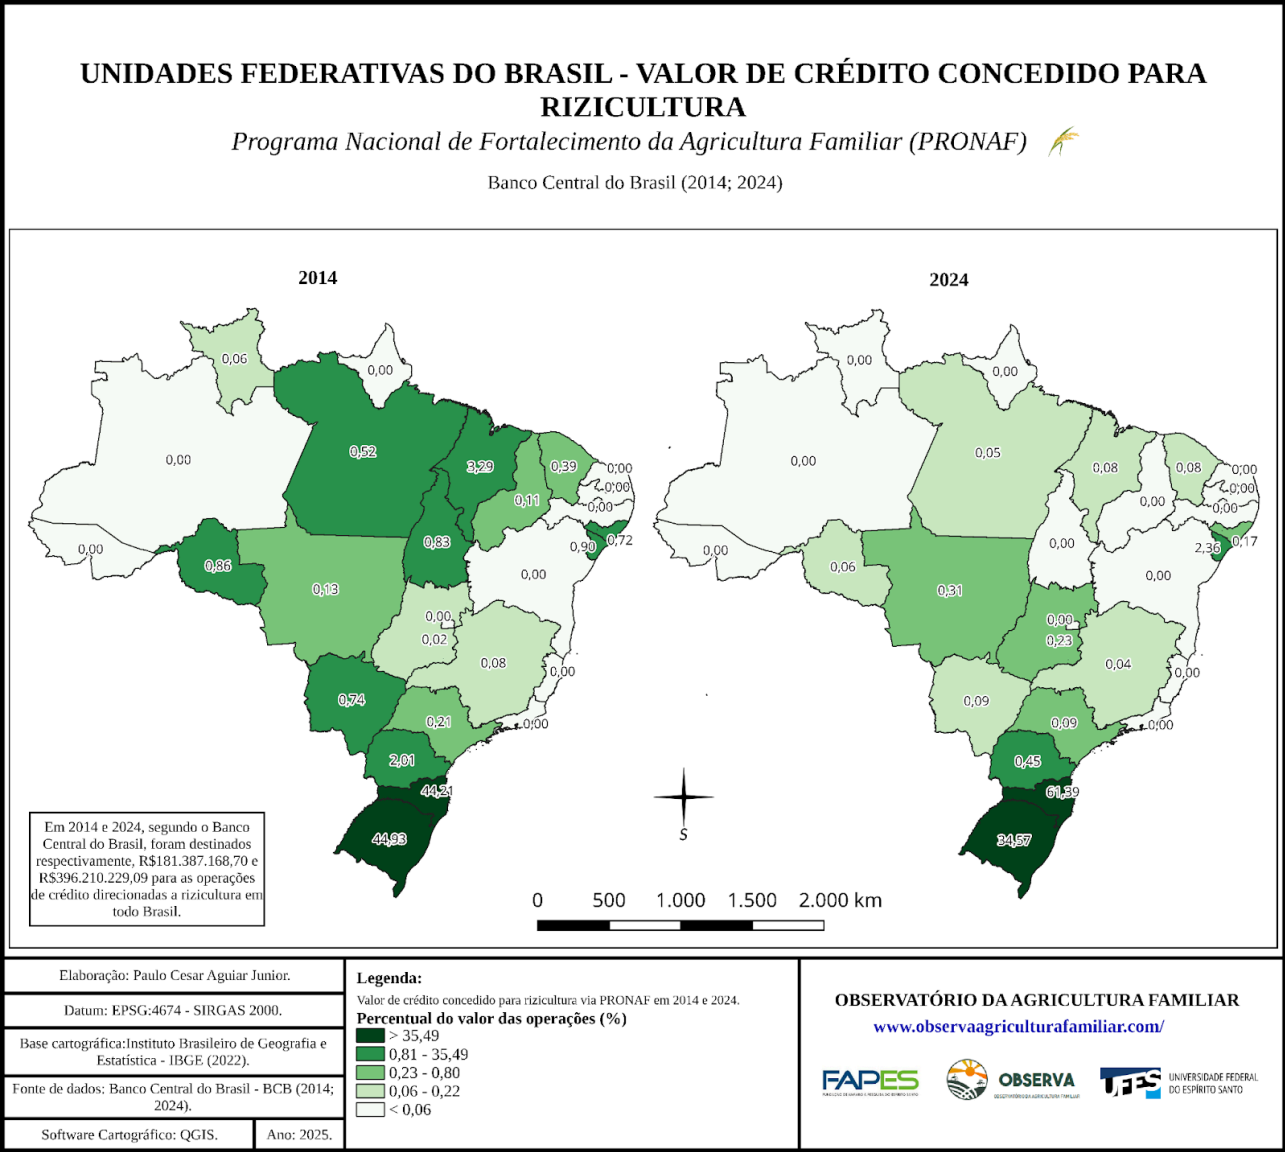 UNIDADES FEDERATIVAS DO BRASIL - VALOR DE CRÉDITO CONCEDIDO PARA
RIZICULTURA
Programa Nacional de Fortalecimento da Agricultura Familiar (PRONAF)
Banco Central do Brasil (2014; 2024)
2014
0,06
0,00
0,00
0,52
3,29
0,39
0,00
0,00
0,11
0,00
0,00
0,83
0,90
0,72
0,86
0,00
0,13
0,00
0,02
0,08
0,00
0,74
0,21
0,00
2,01
44,21
44,93
2024
0,00
0,00
0,00
0,05
0,08
0,08
0,00
0,00
0,00
0,00
0,00
0,00
2,36
0,17
0,06
0,00
0,31
0,00
0,23
0,04
0,00
0,09
0,09
0,00
0,45
61,39
34,57
S
Em 2014 e 2024, segundo o Banco
Central do Brasil, foram destinados
respectivamente, R$181.387.168,70 e
R$396.210.229,09 para as operações
de crédito direcionadas a rizicultura em
todo Brasil.
0 500 1.000 1.500 2.000 km
Elaboração: Paulo Cesar Aguiar Junior.
Datum: EPSG:4674 - SIRGAS 2000.
Base cartográfica:Instituto Brasileiro de Geografia e
Estatística - IBGE (2022).
Fonte de dados: Banco Central do Brasil - BCB (2014;
2024).
Software Cartográfico: QGIS.
Ano: 2025.
Legenda:
Valor de crédito concedido para rizicultura via PRONAF em 2014 e 2024.
Percentual do valor das operações (%)
> 35,49
0,81 - 35,49
0,23 - 0,80
0,06 - 0,22
< 0,06
OBSERVATÓRIO DA AGRICULTURA FAMILIAR
www.observaagriculturafamiliar.com/
FAPES
OBSERVA
OBSERVATÓRIO DA AGRICULTURA FAMILIAR
UFES
UNIVERSIDADE FEDERAL
DO ESPÍRITO SANTO